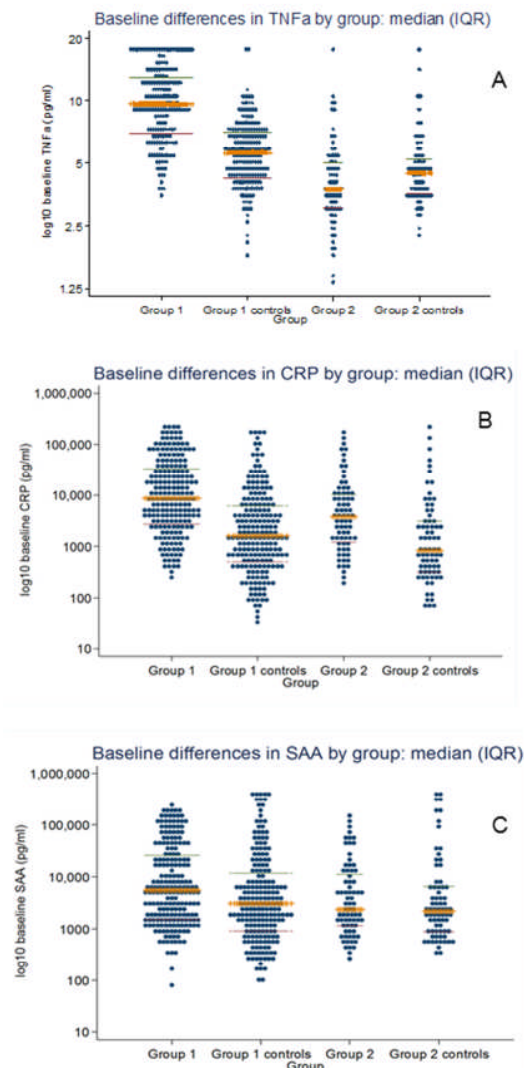 Baseline differences in TNFa by group: median (IQR)
A
log10 baseline TNFa (pg/ml)
20
10
5
2.5
1.25
Group 1 Group 1 controls Group 2 Group 2 controls
Group
Baseline differences in CRP by group: median (IQR)
B
log10 baseline CRP (pg/ml)
1,000,000
100,000
10,000
1000
100
10
Group 1 Group 1 controls Group 2 Group 2 controls
Group
Baseline differences in SAA by group: median (IQR)
C
log10 baseline SAA (pg/ml)
1,000,000
100,000
10,000
1000
100
10
Group 1 Group 1 controls Group 2 Group 2 controls
Group